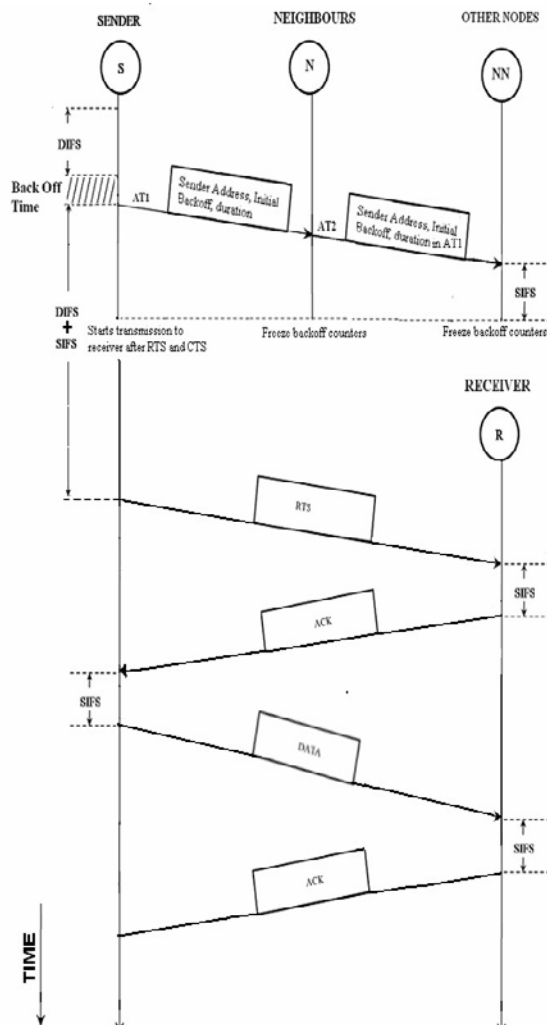 SENDER
NEIGHBOURS
OTHER NODES
S
N
NN
DIFS
Back Off
Time
AT1
Sender Address, Initial
Backoff, duration
AT2
Sender Address, Initial
Backoff, duration in AT1
SIFS
DIFS
+
SIFS
Starts transmission to
receiver after RTS and CTS
Freeze backoff counters
Freeze backoff counters
RECEIVER
R
RTS
SIFS
ACK
SIFS
DATA
SIFS
ACK
TIME